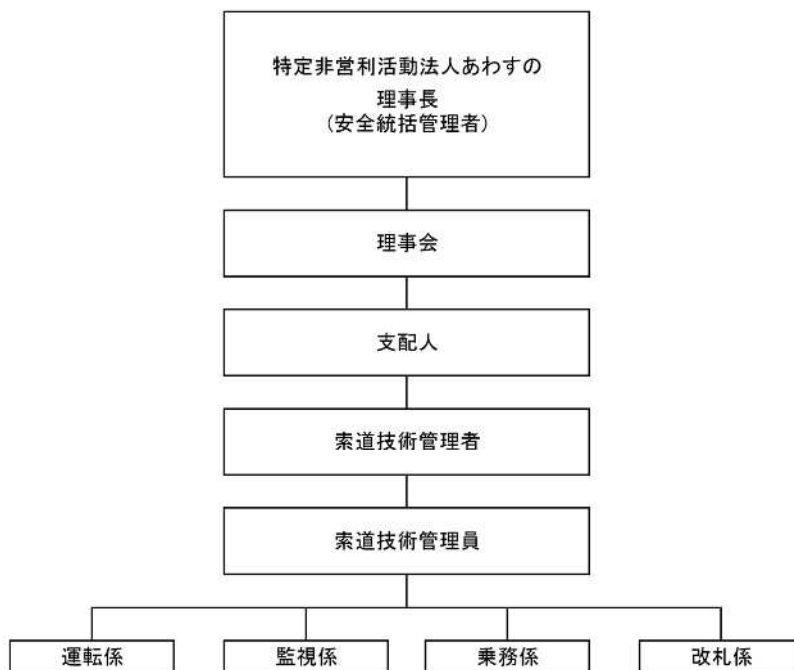 特定非営利活動法人あわすの
理事長
(安全統括管理者)
理事会
支配人
索道技術管理者
索道技術管理員
運転係
監視係
乗務係
改札係